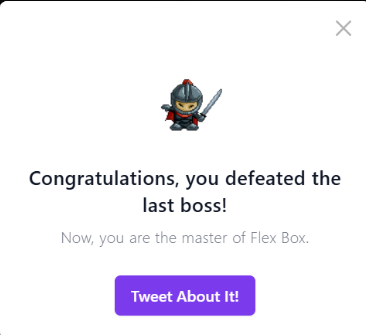 Congratulations, you defeated the
last boss!
Now, you are the master of Flex Box.
Tweet About It!